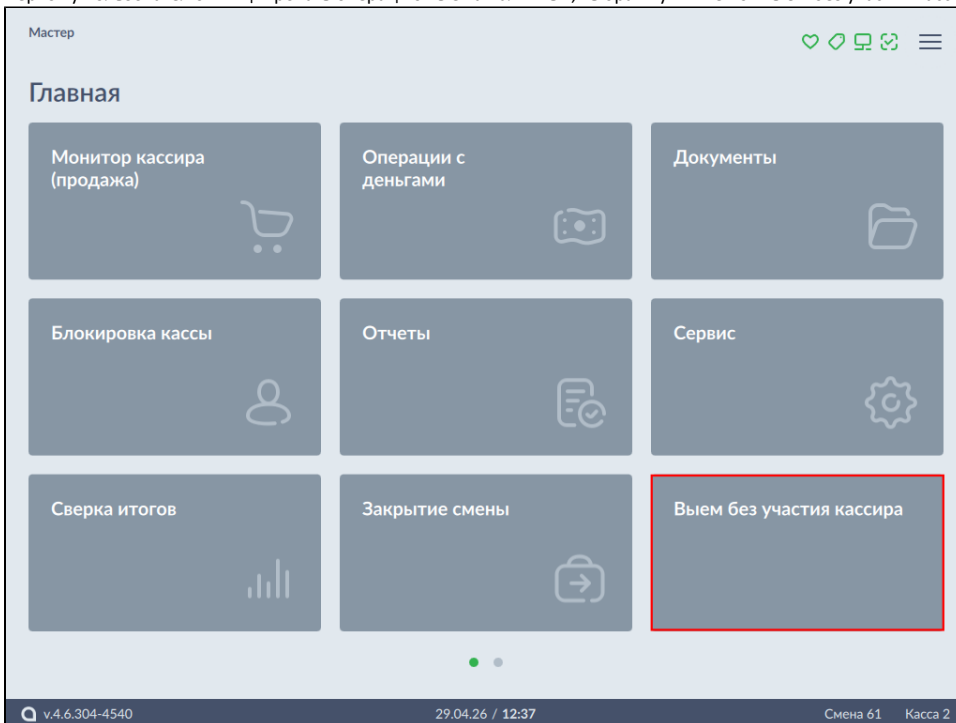 Мастер
Главная
Монитор кассира
(продажа)
Операции с
деньгами
Документы
Блокировка кассы
Отчеты
Сервис
Сверка итогов
Закрытие смены
Выем без участия кассира
v.4.6.304-4540
29.04.26 / 12:37
Смена 61
Касса 2